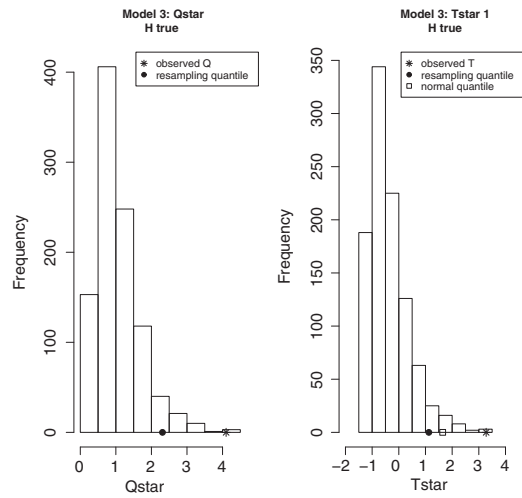 Model 3: Qstar
H true
observed Q
resampling quantile
Frequency
0
100
200
300
400
0 1 2 3 4
Qstar
Model 3: Tstar 1
H true
observed T
resampling quantile
normal quantile
Frequency
0
50
100
150
200
250
300
350
−2 −1 0 1 2 3 4
Tstar